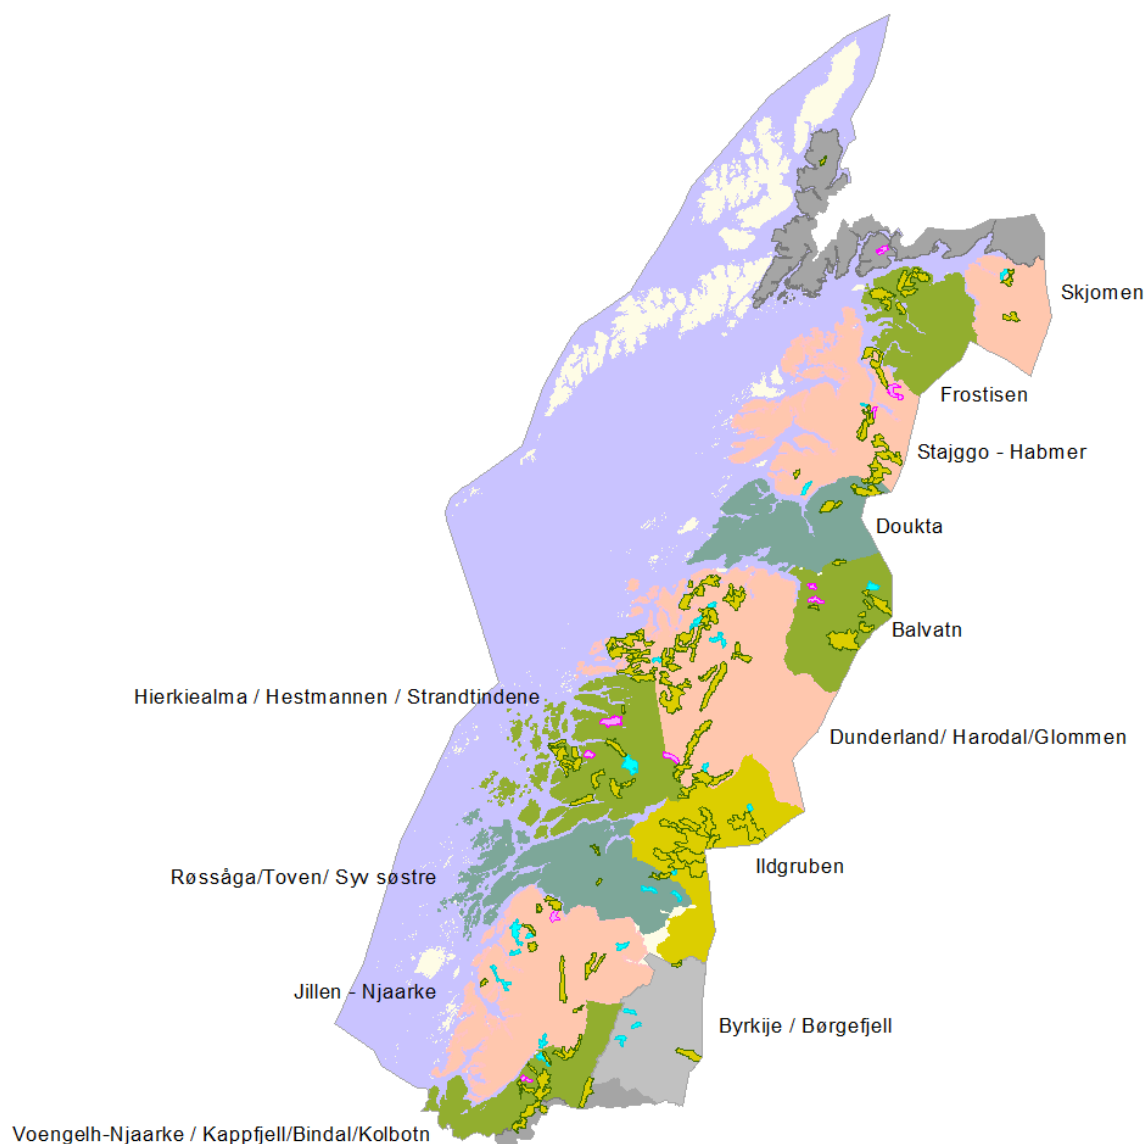 Skjomen
Frostisen
Stajggo - Habmer
Doukta
Balvatn
Hierkiealma / Hestmannen / Strandtindene
Dunderland/ Harodal/Glommen
Ildgruben
Røssåga/Toven/ Syv søstre
Jillen - Njaarke
Byrkije / Børgefjell
Voengelh-Njaarke / Kappfjell/Bindal/Kolbotn